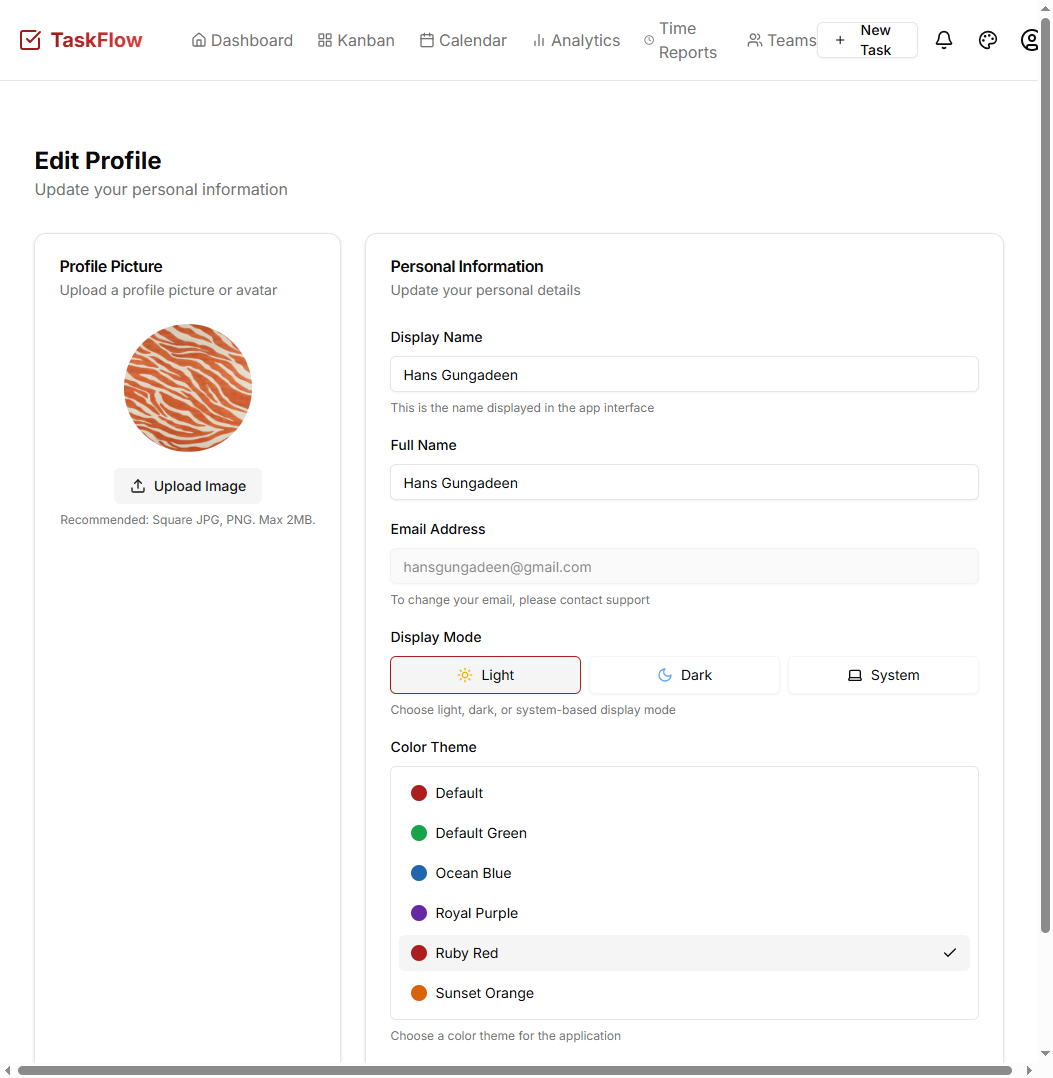 TaskFlow
Dashboard
Kanban
Calendar
Analytics
Time
Reports
Teams
New
Task
Edit Profile
Update your personal information
Profile Picture
Upload a profile picture or avatar
Upload Image
Recommended: Square JPG, PNG. Max 2MB.
Personal Information
Update your personal details
Display Name
Hans Gungadeen
This is the name displayed in the app interface
Full Name
Hans Gungadeen
Email Address
hansgungadeen@gmail.com
To change your email, please contact support
Display Mode
Light
Dark
System
Choose light, dark, or system-based display mode
Color Theme
Default
Default Green
Ocean Blue
Royal Purple
Ruby Red
Sunset Orange
Choose a color theme for the application